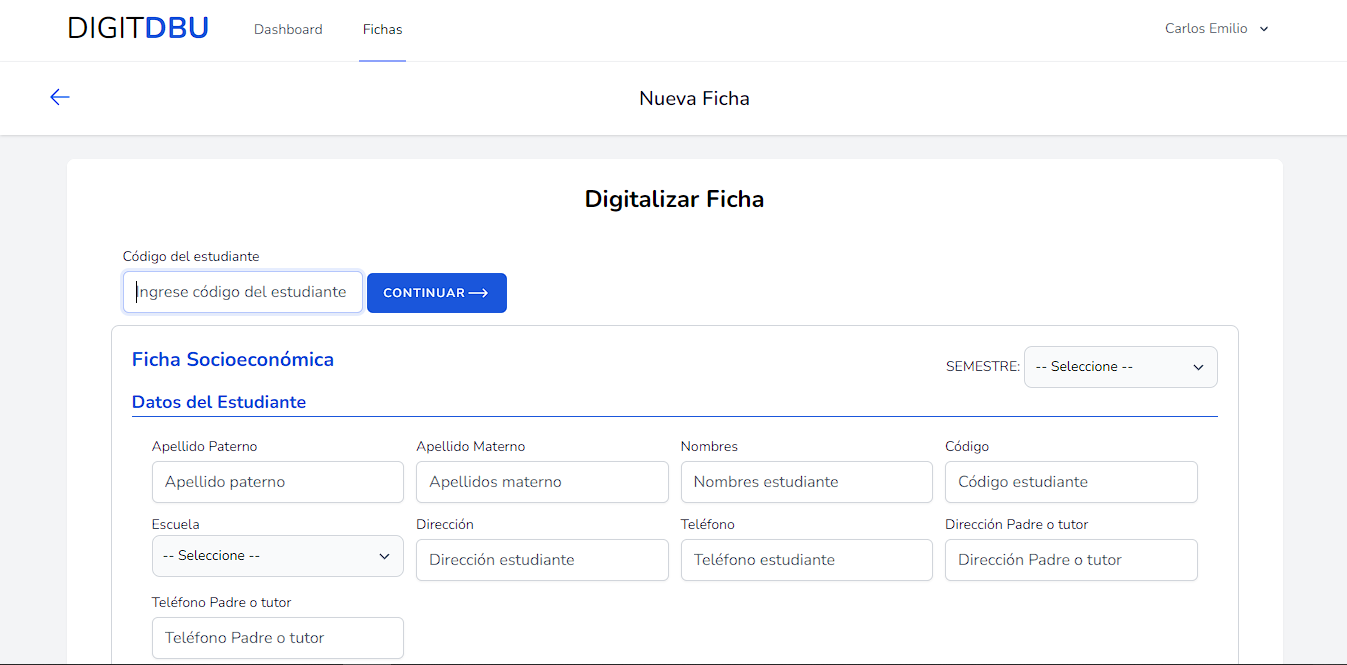 DIGITDBU Dashboard Fichas Carlos Emilio
Nueva Ficha
Digitalizar Ficha
Código del estudiante
Ingrese código del estudiante CONTINUAR
Ficha Socioeconómica
SEMESTRE: -- Seleccione --
Datos del Estudiante
Apellido Paterno Apellido Materno Nombres Código
Apellido paterno Apellidos materno Nombres estudiante Código estudiante
Escuela Dirección Teléfono Dirección Padre o tutor
-- Seleccione -- Dirección estudiante Teléfono estudiante Dirección Padre o tutor
Teléfono Padre o tutor
Teléfono Padre o tutor